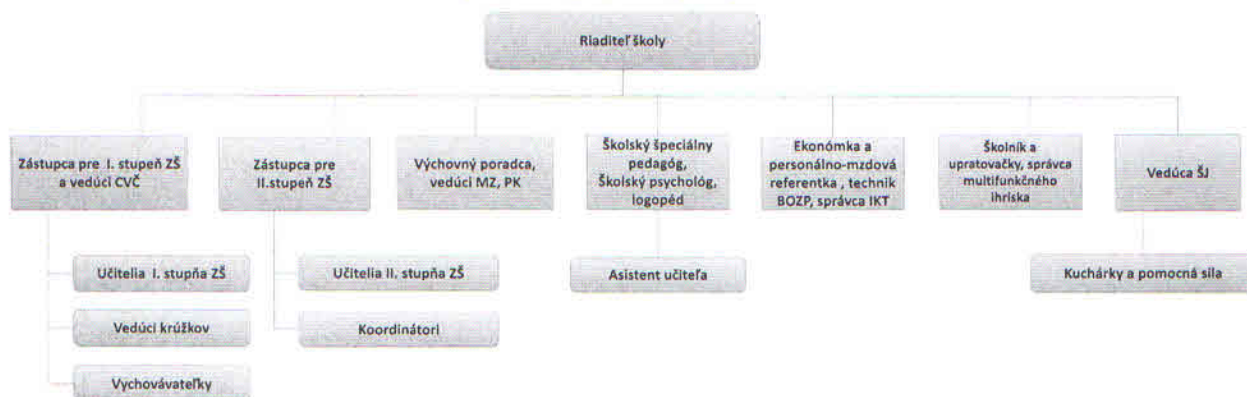 Riaditeľ školy
Zástupca pre I. stupeň ZŠ
a vedúci CVČ
Zástupca pre
II.stupeň ZŠ
Výchovný poradca,
vedúci MZ, PK
Školský špeciálny
pedagóg,
Školský psychológ,
logopéd
Ekonómka a
personálno-mzdová
referentka , technik
BOZP, správca IKT
Školník a
upratovačky, správca
multifunkčného
ihriska
Vedúca ŠJ
Učitelia I. stupňa ZŠ
Učitelia II. stupňa ZŠ
Asistent učiteľa
Kuchárky a pomocná sila
Vedúci krúžkov
Koordinátori
Vychovávateľky